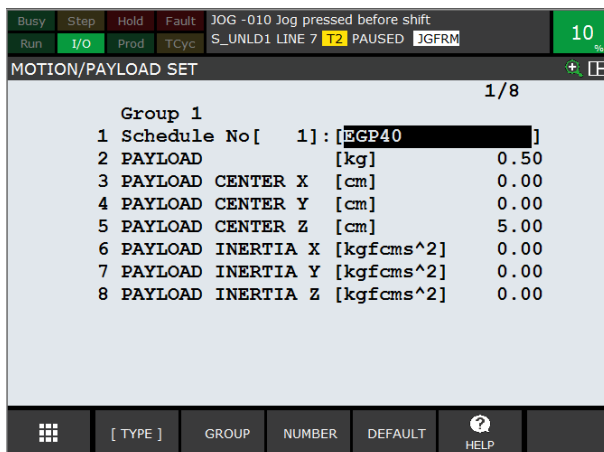 Busy Step Hold Fault JOG -010 Jog pressed before shift
Run I/O Prod TCyc S_UNLD1 LINE 7 T2 PAUSED JGFRM 10 %
MOTION/PAYLOAD SET
1/8
Group 1
1 Schedule No[ 1]:[EGP40 ]
2 PAYLOAD [kg] 0.50
3 PAYLOAD CENTER X [cm] 0.00
4 PAYLOAD CENTER Y [cm] 0.00
5 PAYLOAD CENTER Z [cm] 5.00
6 PAYLOAD INERTIA X [kgfcms^2] 0.00
7 PAYLOAD INERTIA Y [kgfcms^2] 0.00
8 PAYLOAD INERTIA Z [kgfcms^2] 0.00
[ TYPE ] GROUP NUMBER DEFAULT HELP